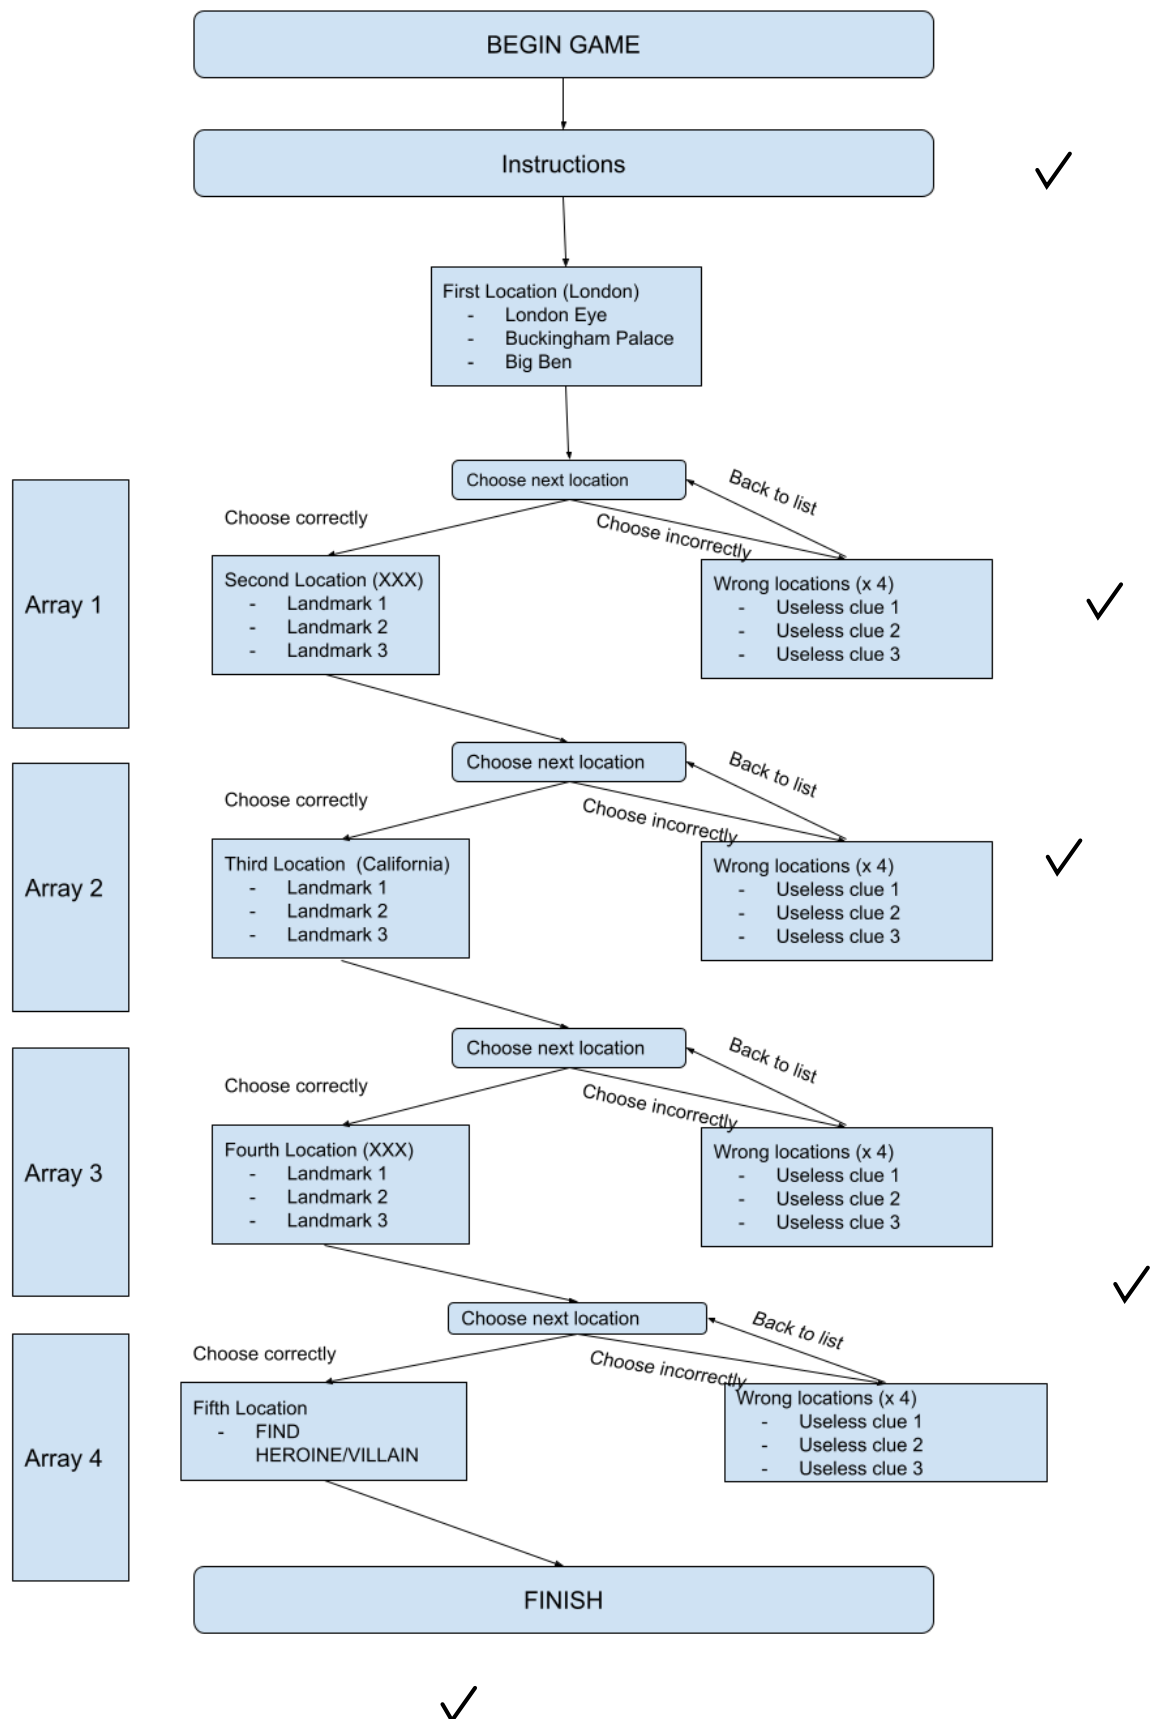 BEGIN GAME
Instructions
First Location (London)
- London Eye
- Buckingham Palace
- Big Ben
Choose next location
Back to list
Choose correctly
Choose incorrectly
Array 1
Second Location (XXX)
- Landmark 1
- Landmark 2
- Landmark 3
Wrong locations (x 4)
- Useless clue 1
- Useless clue 2
- Useless clue 3
Choose next location
Back to list
Choose correctly
Choose incorrectly
Array 2
Third Location (California)
- Landmark 1
- Landmark 2
- Landmark 3
Wrong locations (x 4)
- Useless clue 1
- Useless clue 2
- Useless clue 3
Choose next location
Back to list
Choose correctly
Choose incorrectly
Array 3
Fourth Location (XXX)
- Landmark 1
- Landmark 2
- Landmark 3
Wrong locations (x 4)
- Useless clue 1
- Useless clue 2
- Useless clue 3
Choose next location
Back to list
Choose correctly
Choose incorrectly
Array 4
Fifth Location
- FIND
HEROINE/VILLAIN
Wrong locations (x 4)
- Useless clue 1
- Useless clue 2
- Useless clue 3
FINISH